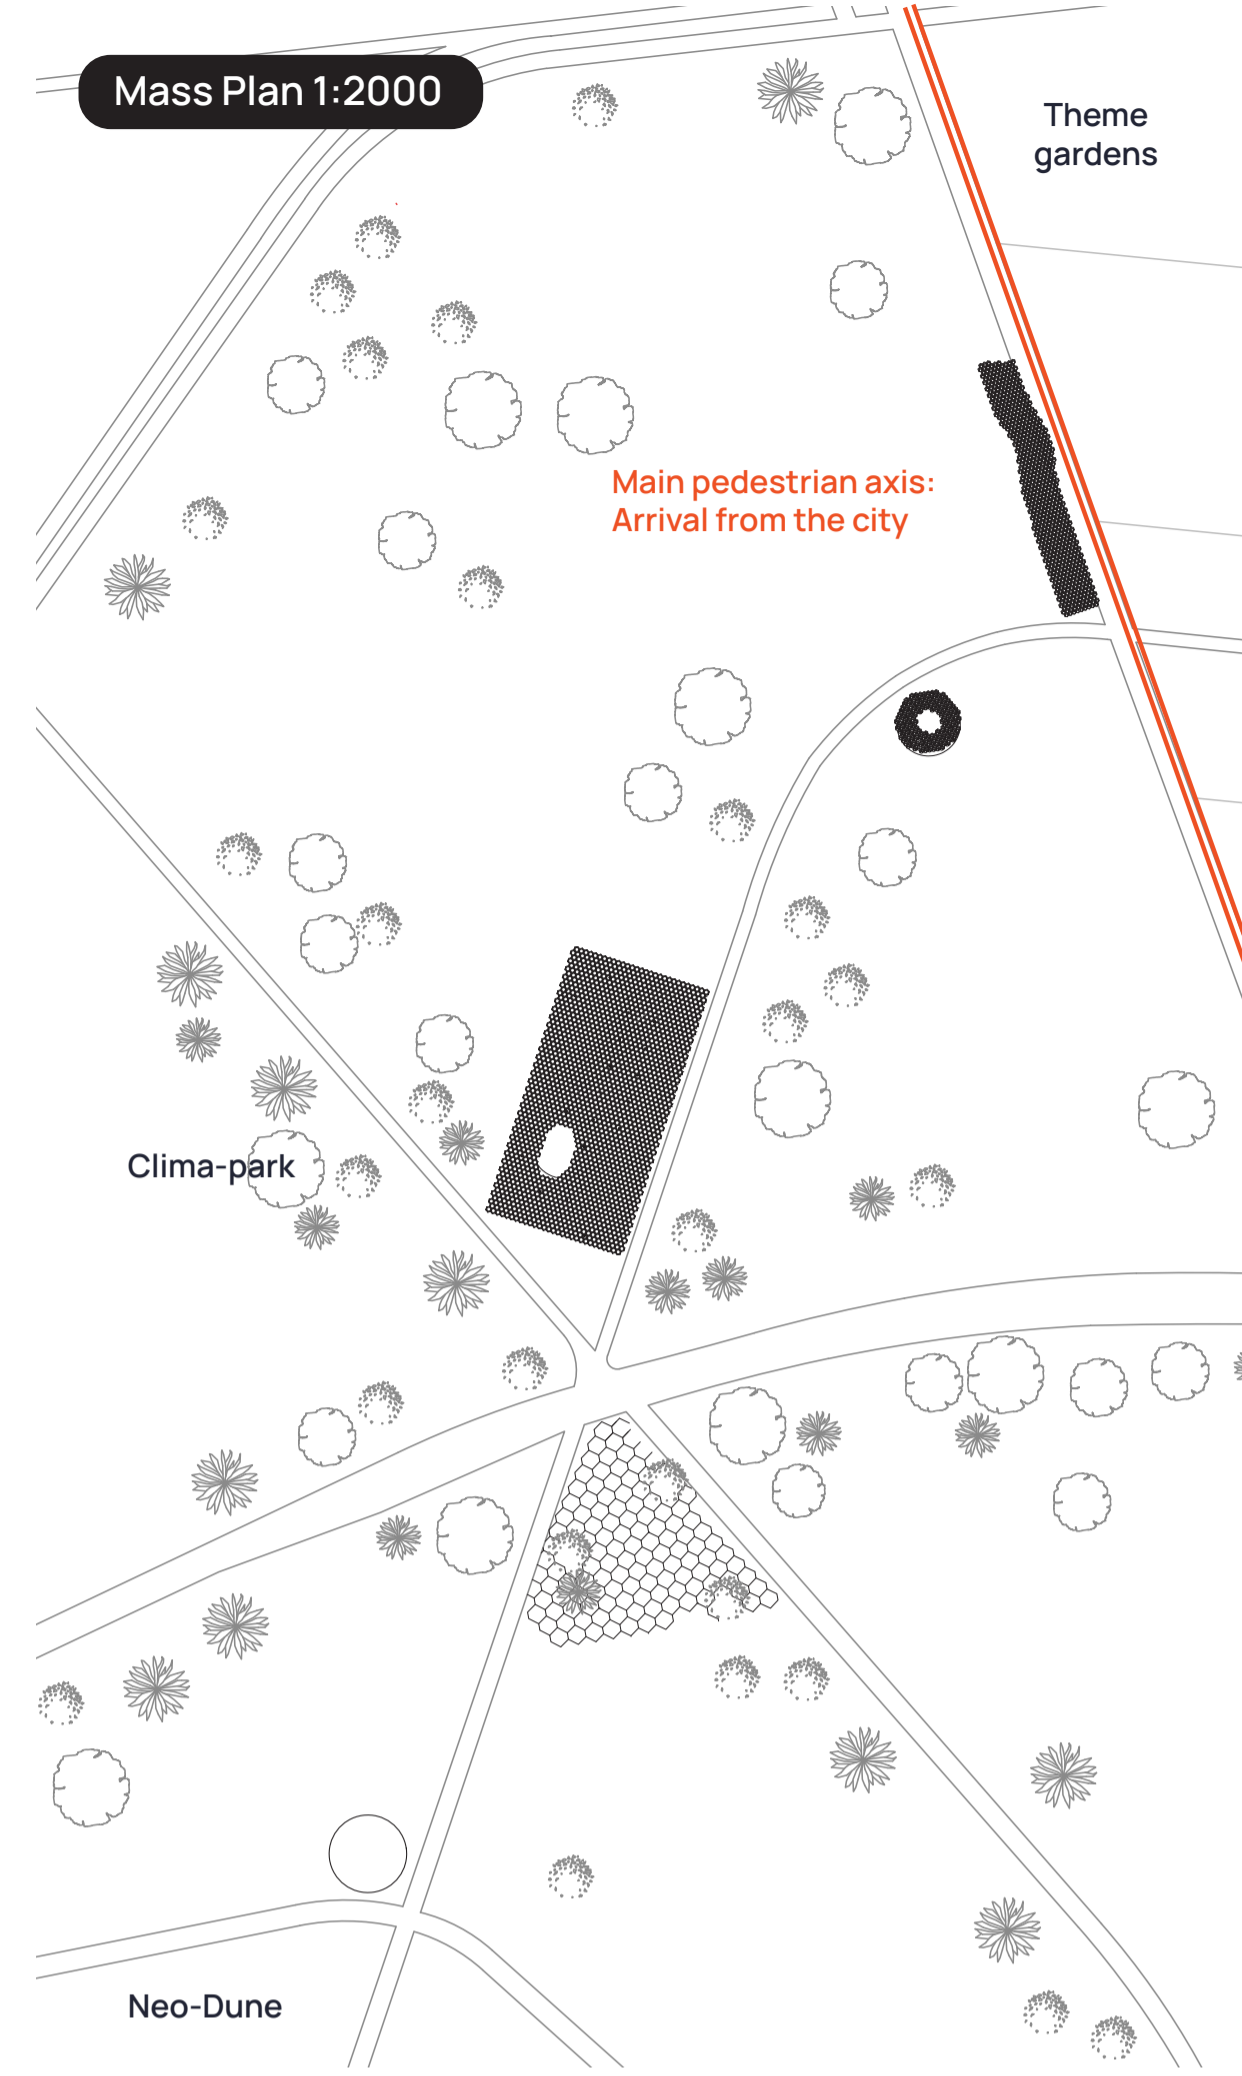 Mass Plan 1:2000
Theme
gardens
Main pedestrian axis:
Arrival from the city
Clima-park
Neo-Dune